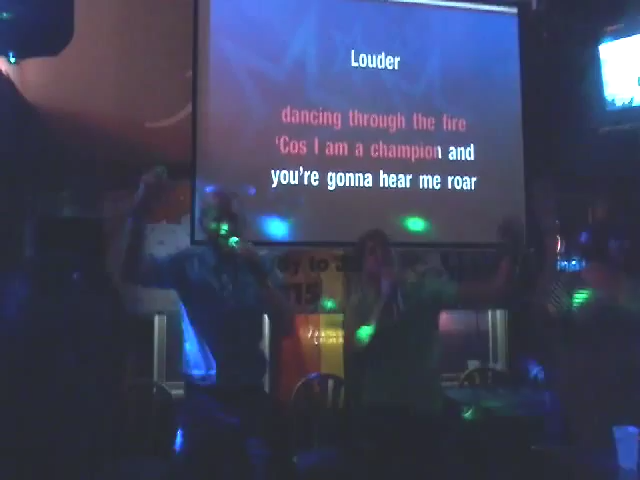 Louder
dancing through the fire
'Cos I am a champion and
you're gonna hear me roar